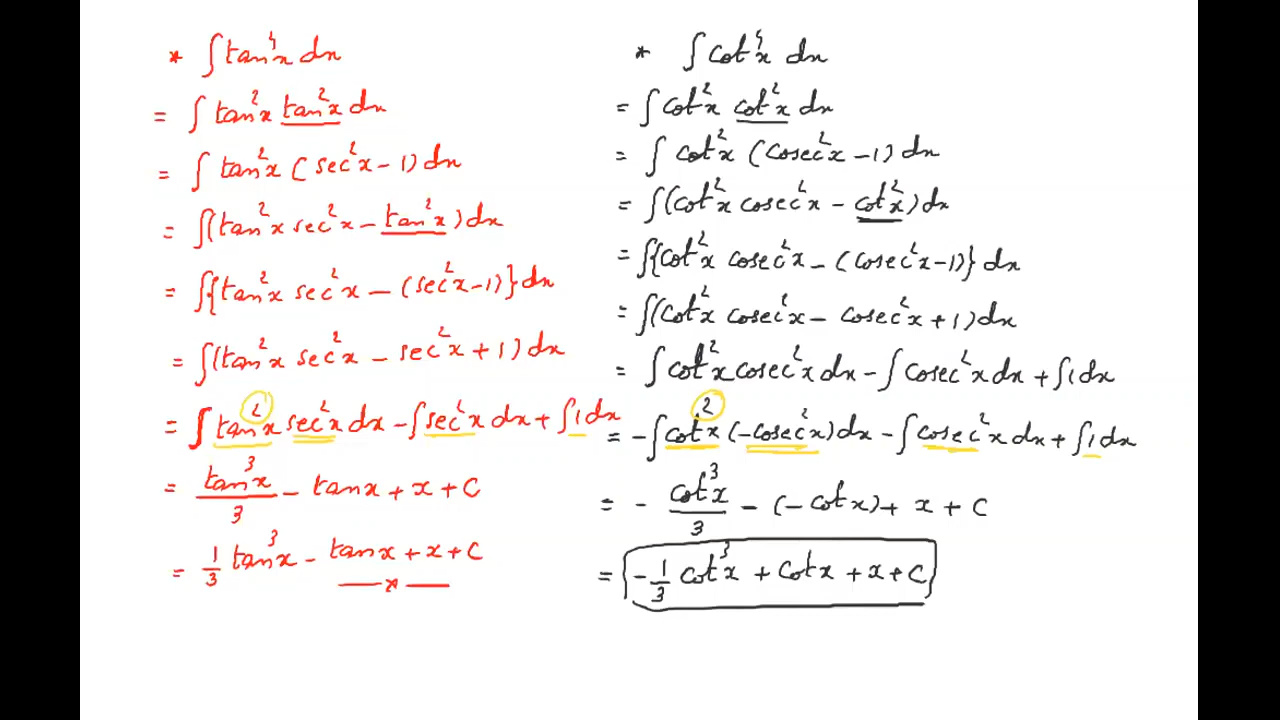 * ∫tan⁴x dx
= ∫ tan²x tan²x dx
= ∫ tan²x (sec²x − 1) dx
= ∫(tan²x sec²x − tan²x) dx
= ∫{tan²x sec²x − (sec²x−1)} dx
= ∫(tan²x sec²x − sec²x + 1) dx
= ∫ tan²x sec²x dx − ∫ sec²x dx + ∫ 1 dx
= tan³x/3 − tanx + x + C
= 1/3 tan³x − tanx + x + C
* ∫ cot⁴x dx
= ∫ cot²x cot²x dx
= ∫ cot²x (cosec²x − 1) dx
= ∫(cot²x cosec²x − cot²x) dx
= ∫{cot²x cosec²x − (cosec²x−1)} dx
= ∫(cot²x cosec²x − cosec²x + 1) dx
= ∫ cot²x cosec²x dx − ∫ cosec²x dx + ∫ 1 dx
= − ∫ cot²x (−cosec²x) dx − ∫ cosec²x dx + ∫ 1 dx
= − cot³x/3 − (− cotx) + x + C
= − 1/3 cot³x + cotx + x + C